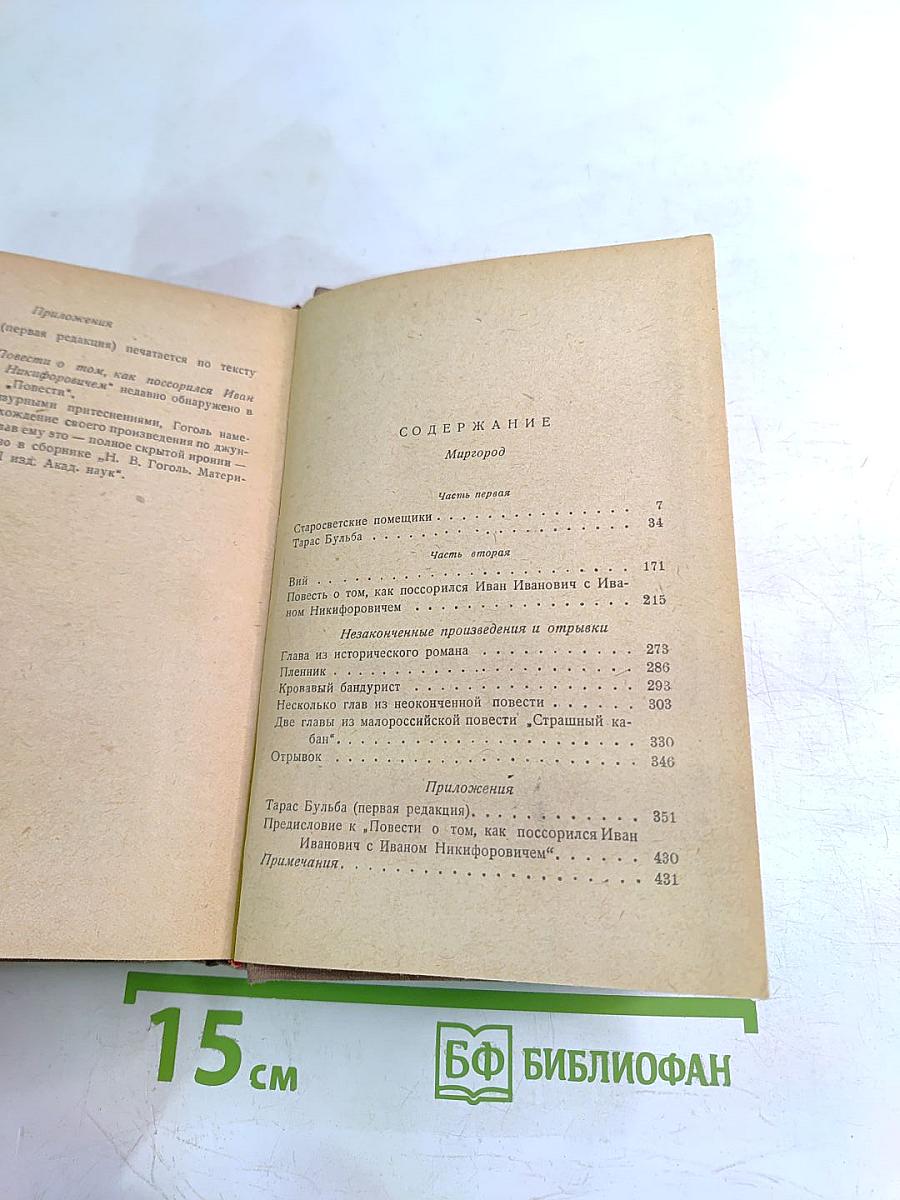 Приложения
(первая редакция) печатается по тексту
Повести о том, как поссорился Иван
Никифоровичем" недавно обнаружено в
„Повести".
зурными притеснениями, Гоголь наме-
хождение своего произведения по джун-
вав ему это — полное скрытой иронии —
во в сборнике „Н. В. Гоголь. Матери-
изд. Акад. наук".
СОДЕРЖАНИЕ
Миргород
Часть первая
Старосветские помещики . . . . . . . . . . . . . . . 7
Тарас Бульба . . . . . . . . . . . . . . . . . . . . 34
Часть вторая
Вий . . . . . . . . . . . . . . . . . . . . . . . . 171
Повесть о том, как поссорился Иван Иванович с Ива-
ном Никифоровичем . . . . . . . . . . . . . . . . 215
Незаконченные произведения и отрывки
Глава из исторического романа . . . . . . . . . . . 273
Пленник . . . . . . . . . . . . . . . . . . . . . . 286
Кровавый бандурист . . . . . . . . . . . . . . . . 293
Несколько глав из неоконченной повести . . . . . . 303
Две главы из малороссийской повести „Страшный ка-
бан". . . . . . . . . . . . . . . . . . . . . . . . 330
Отрывок . . . . . . . . . . . . . . . . . . . . . . 346
Приложения
Тарас Бульба (первая редакция). . . . . . . . . . . 351
Предисловие к „Повести о том, как поссорился Иван
Иванович с Иваном Никифоровичем". . . . . . . 430
Примечания. . . . . . . . . . . . . . . . . . . . . 431
15 см
БФ БИБЛИОФАН